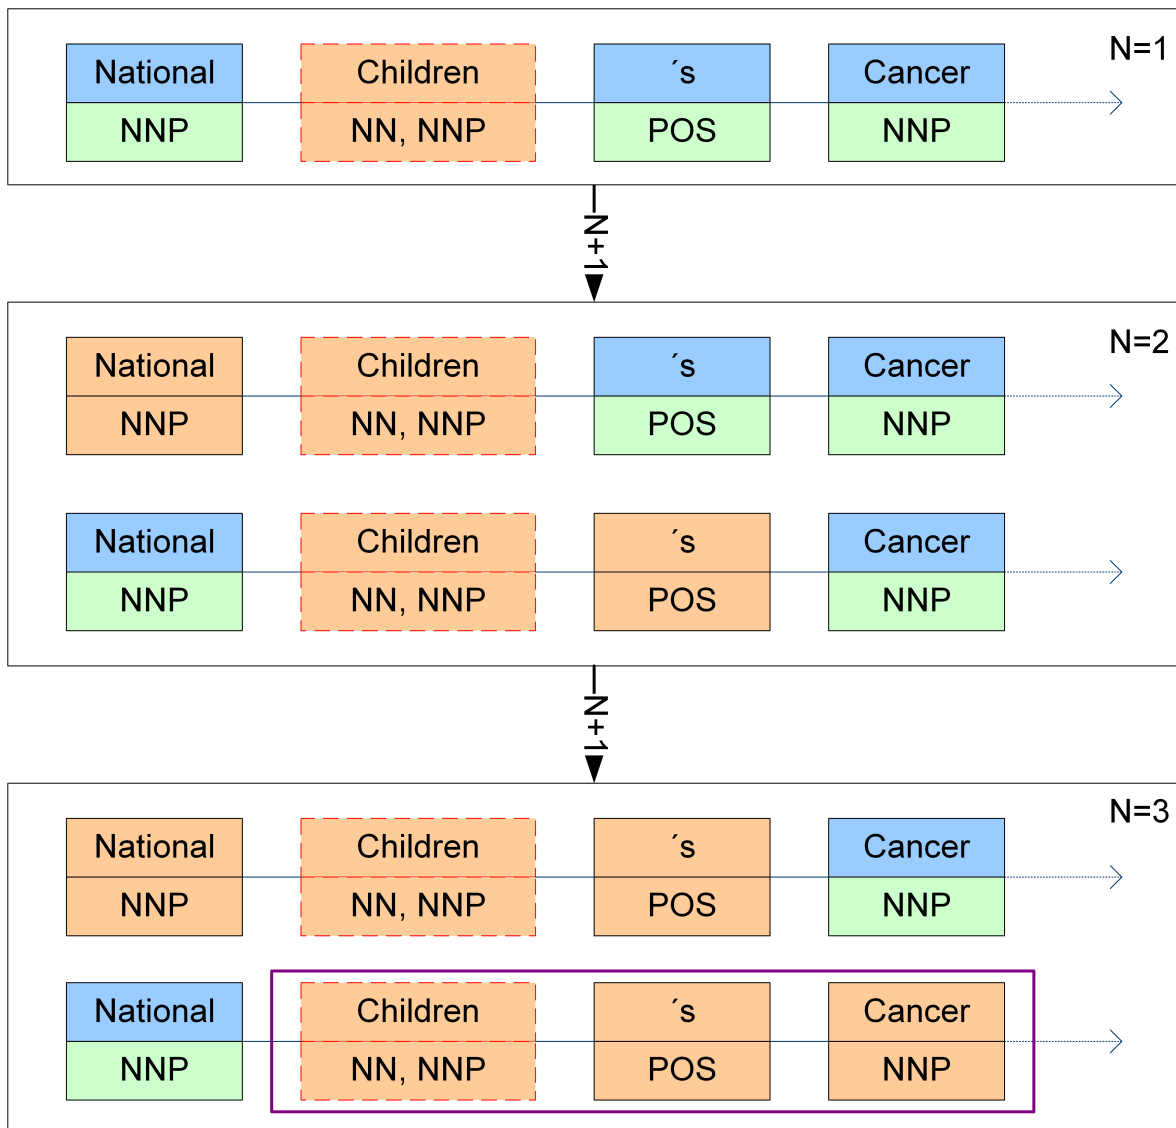 National Children ´s Cancer N=1
NNP NN, NNP POS NNP
N+1
National Children ´s Cancer N=2
NNP NN, NNP POS NNP
National Children ´s Cancer
NNP NN, NNP POS NNP
N+1
National Children ´s Cancer N=3
NNP NN, NNP POS NNP
National Children ´s Cancer
NNP NN, NNP POS NNP